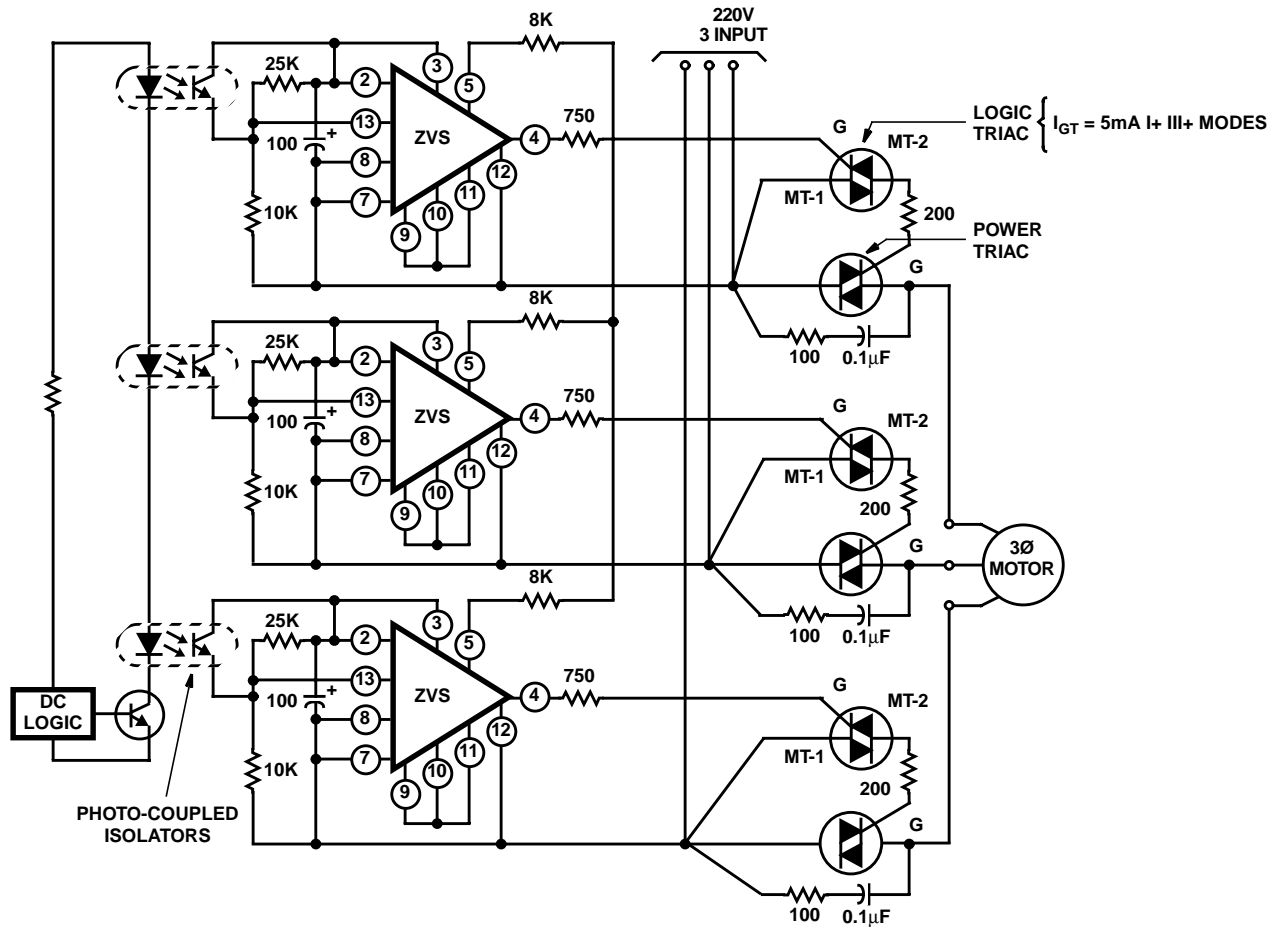 220V
3 INPUT
8K
25K
2
3
5
13
100
+
ZVS
4
750
8
12
7
11
10
9
10K
G
MT-2
MT-1
LOGIC
TRIAC
I_GT = 5mA I+ III+ MODES
200
POWER
TRIAC
G
100
0.1µF
8K
25K
2
3
5
13
100
+
ZVS
4
750
8
12
7
11
10
9
10K
G
MT-2
MT-1
200
G
100
0.1µF
3Ø
MOTOR
8K
25K
2
3
5
13
100
+
ZVS
4
750
8
12
7
11
10
9
10K
G
MT-2
MT-1
200
G
100
0.1µF
DC
LOGIC
PHOTO-COUPLED
ISOLATORS